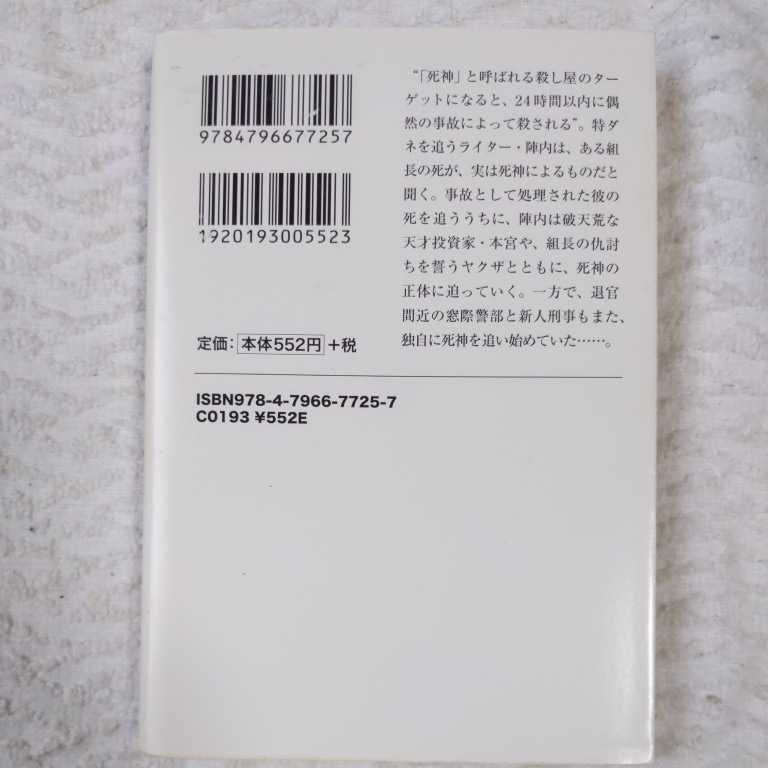 9784796677257
1920193005523
定価：本体552円+税
ISBN978-4-7966-7725-7
C0193 ¥552E
“「死神」と呼ばれる殺し屋のター
ゲットになると、24時間以内に偶
然の事故によって殺される”。特ダ
ネを追うライター・陣内は、ある組
長の死が、実は死神によるものだと
聞く。事故として処理された彼の
死を追ううちに、陣内は破天荒な
天才投資家・本宮や、組長の仇討
ちを誓うヤクザとともに、死神の
正体に迫っていく。一方で、退官
間近の窓際警部と新人刑事もまた、
独自に死神を追い始めていた……。